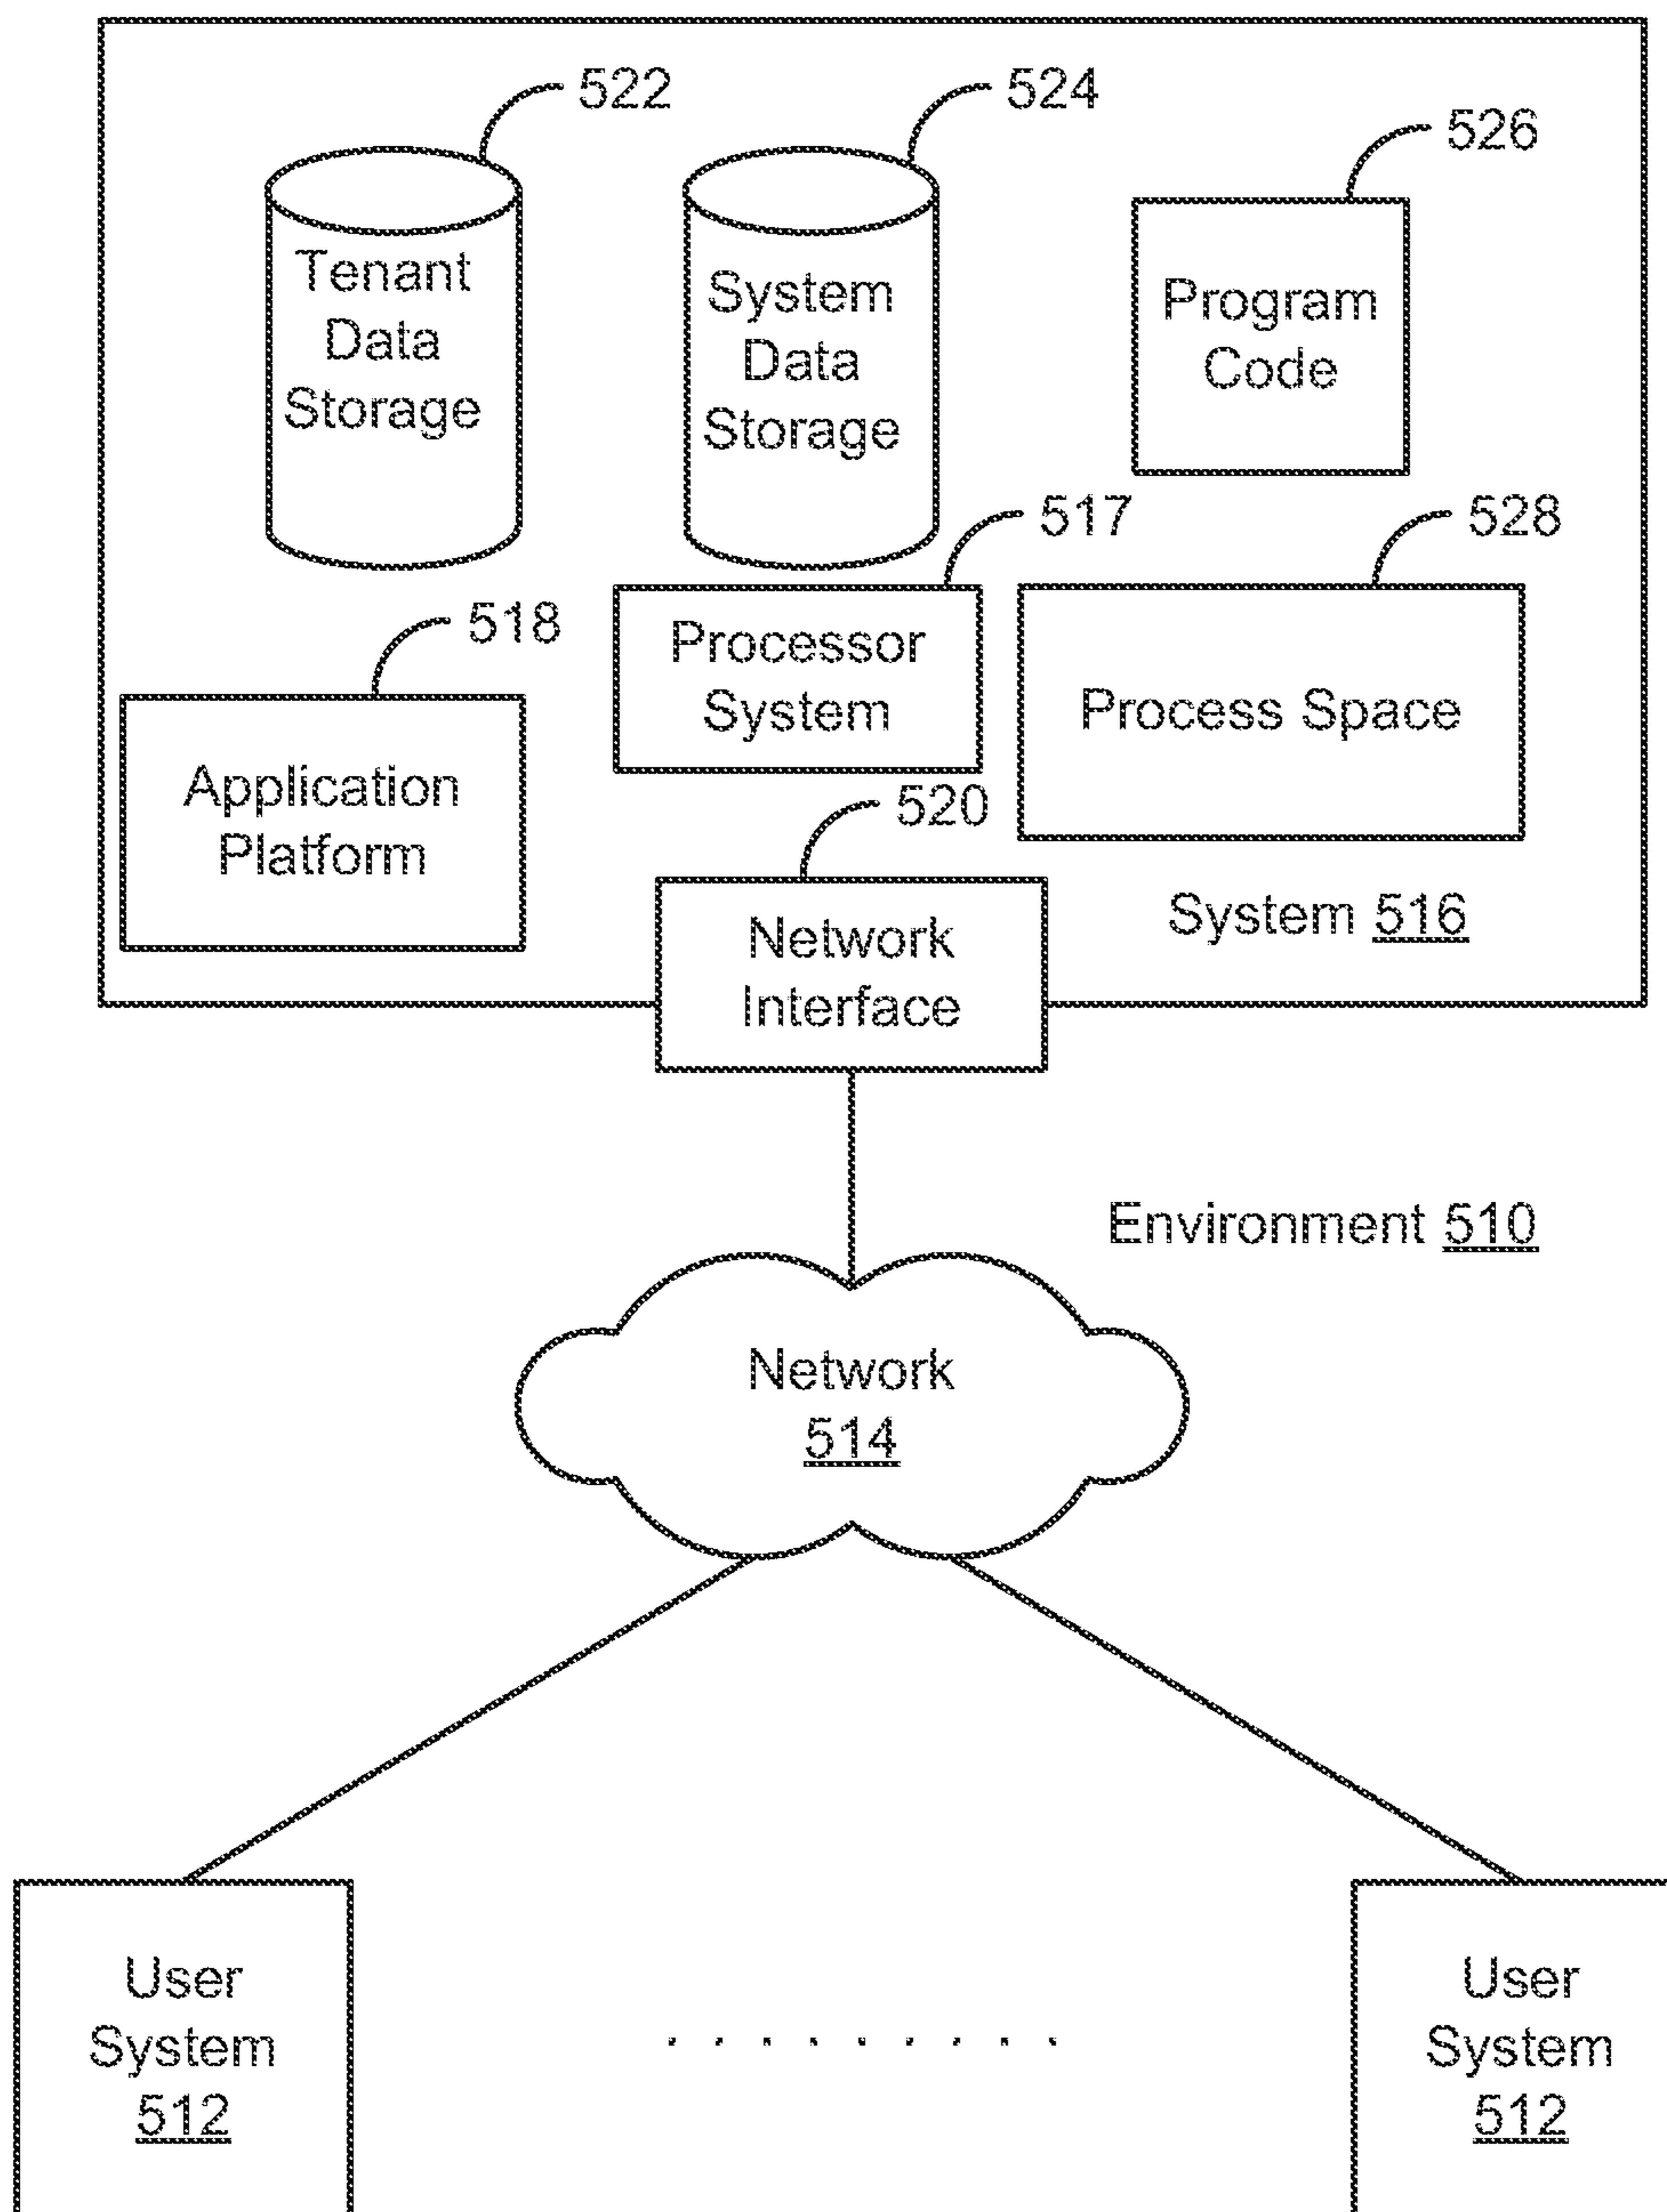 522
524
526
Tenant
Data
Storage
System
Data
Storage
Program
Code
517
528
518
Processor
System
Process Space
Application
Platform
520
Network
Interface
System 516
Environment 510
Network
514
User
System
512
User
System
512